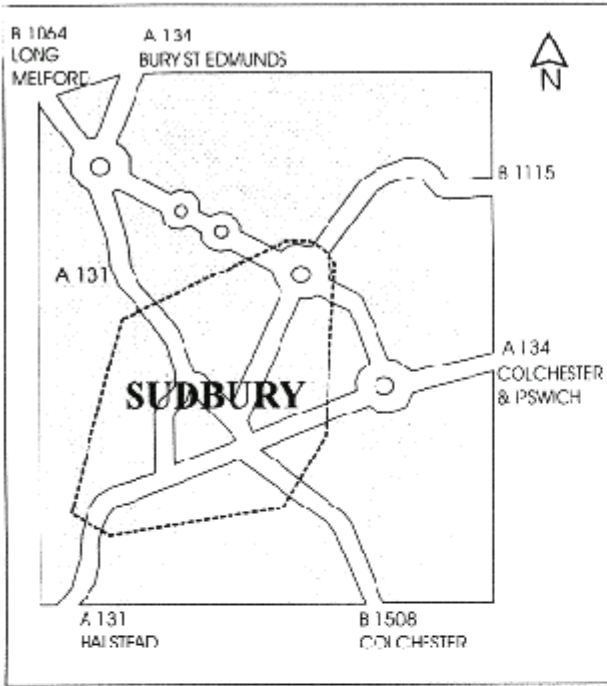 B 1064
LONG
MELFORD
A 134
BURY ST EDMUNDS
N
B 1115
A 131
A 134
COLCHESTER
& IPSWICH
SUDBURY
A 131
HALSTEAD
B 1508
COLCHESTER